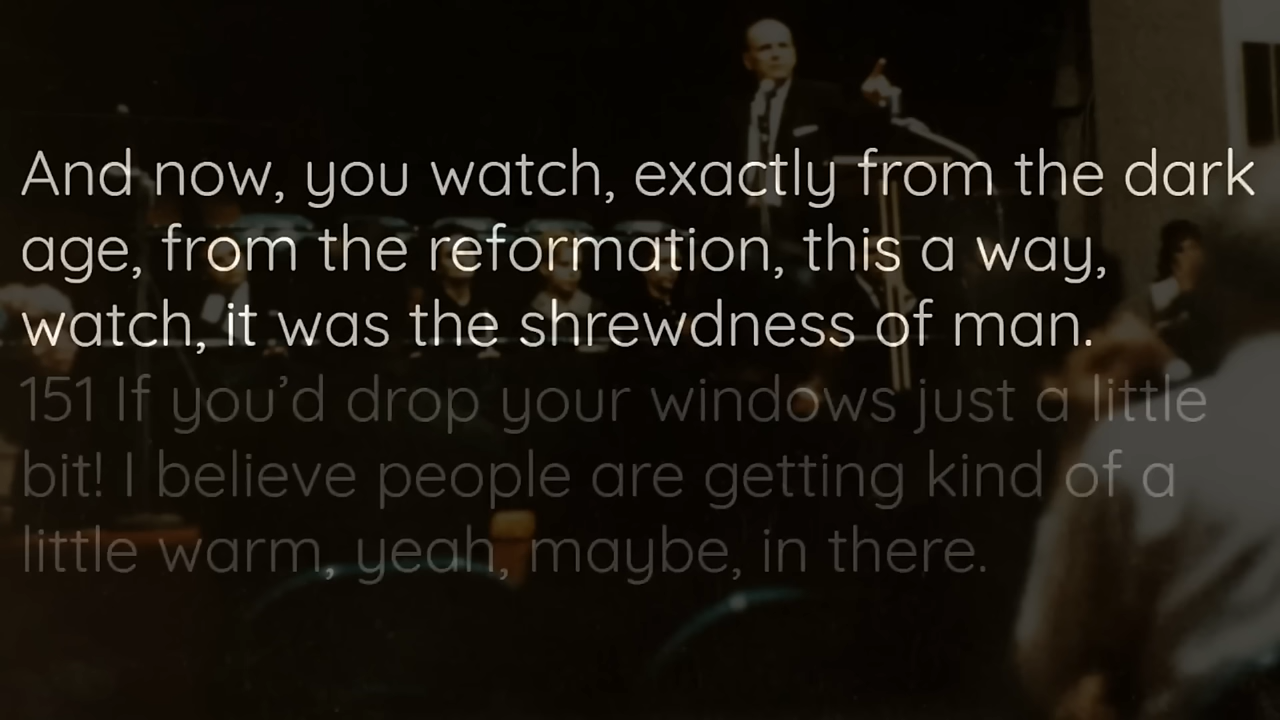 And now, you watch, exactly from the dark
age, from the reformation, this a way,
watch, it was the shrewdness of man.
151 If you’d drop your windows just a little
bit! I believe people are getting kind of a
little warm, yeah, maybe, in there.